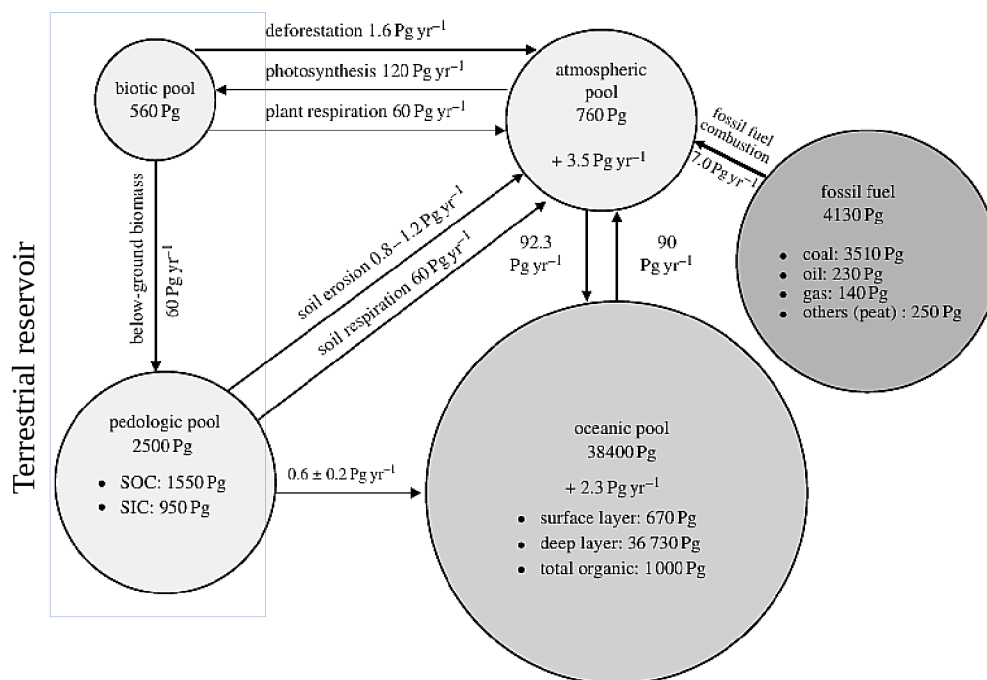 deforestation 1.6 Pg yr⁻¹
photosynthesis 120 Pg yr⁻¹
plant respiration 60 Pg yr⁻¹
biotic pool
560 Pg
atmospheric
pool
760 Pg
+ 3.5 Pg yr⁻¹
fossil fuel
combustion
7.0 Pg yr⁻¹
fossil fuel
4130 Pg
• coal: 3510 Pg
• oil: 230 Pg
• gas: 140 Pg
• others (peat) : 250 Pg
Terrestrial reservoir
below-ground biomass
60 Pg yr⁻¹
soil erosion 0.8–1.2 Pg yr⁻¹
soil respiration 60 Pg yr⁻¹
92.3
Pg yr⁻¹
90
Pg yr⁻¹
pedologic pool
2500 Pg
• SOC: 1550 Pg
• SIC: 950 Pg
0.6 ± 0.2 Pg yr⁻¹
oceanic pool
38400 Pg
+ 2.3 Pg yr⁻¹
• surface layer: 670 Pg
• deep layer: 36 730 Pg
• total organic: 1000 Pg